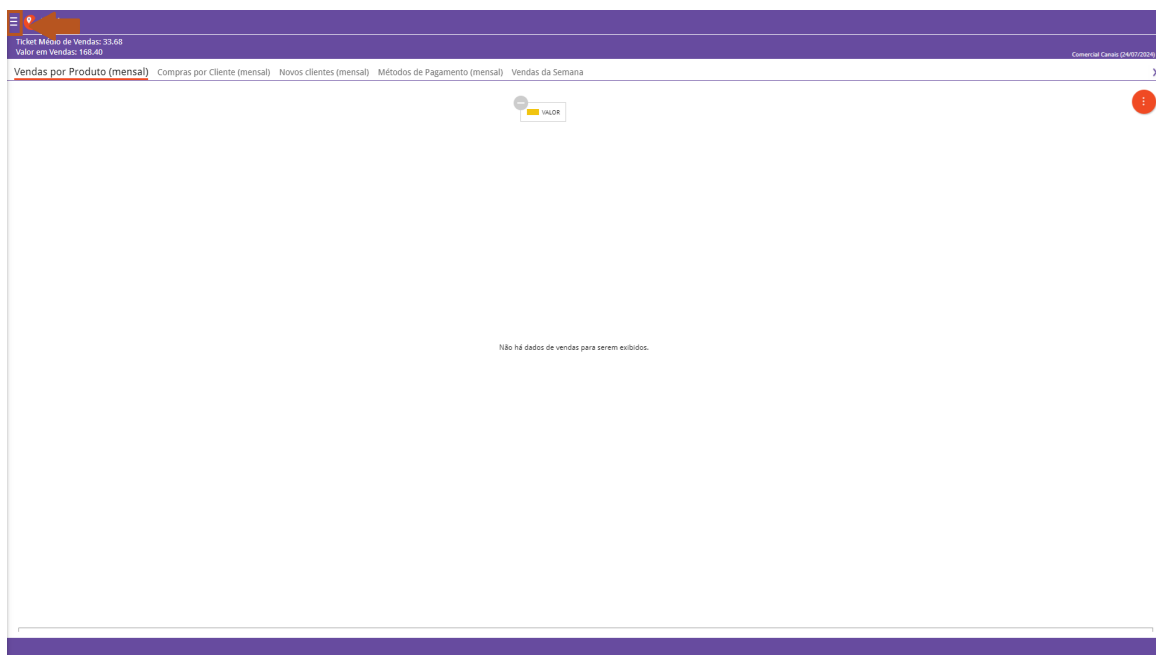 Ticket Médio de Vendas: 33.68
Valor em Vendas: 168.40
Comercial Canais (24/07/2024)
Vendas por Produto (mensal) Compras por Cliente (mensal) Novos clientes (mensal) Métodos de Pagamento (mensal) Vendas da Semana
VALOR
Não há dados de vendas para serem exibidos.